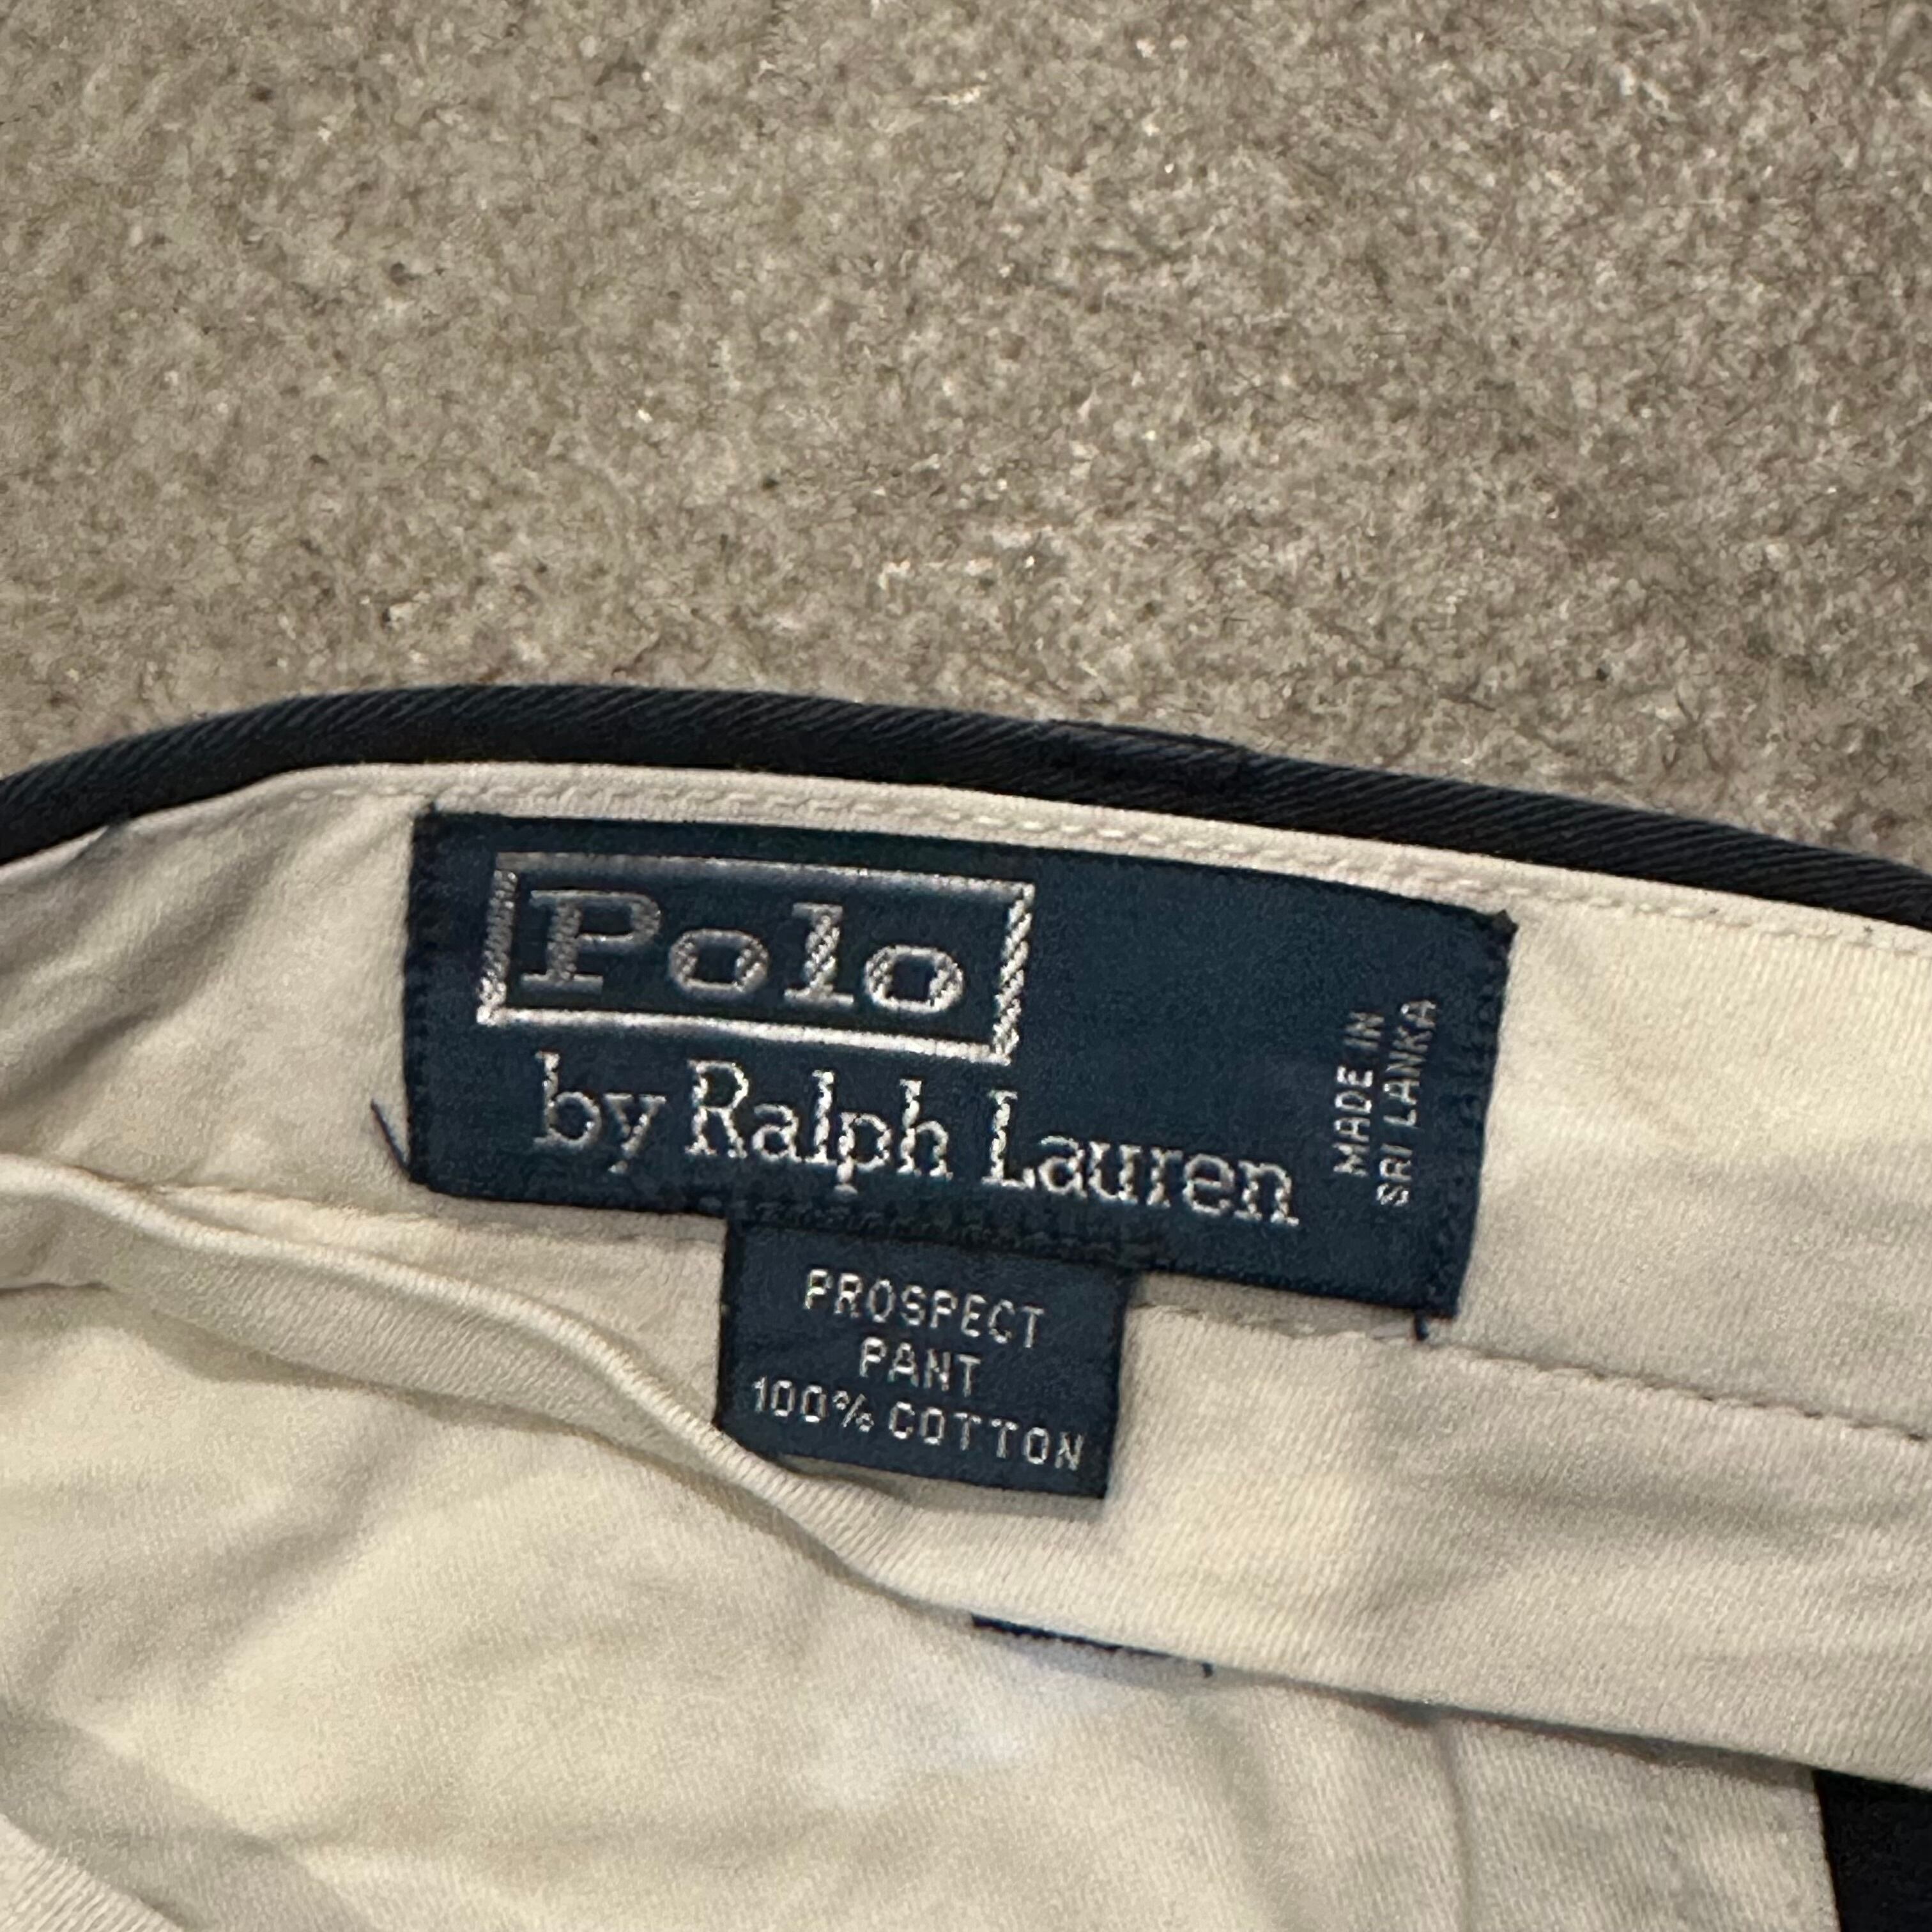 Polo
by Ralph Lauren
MADE IN
SRI LANKA
PROSPECT
PANT
100% COTTON